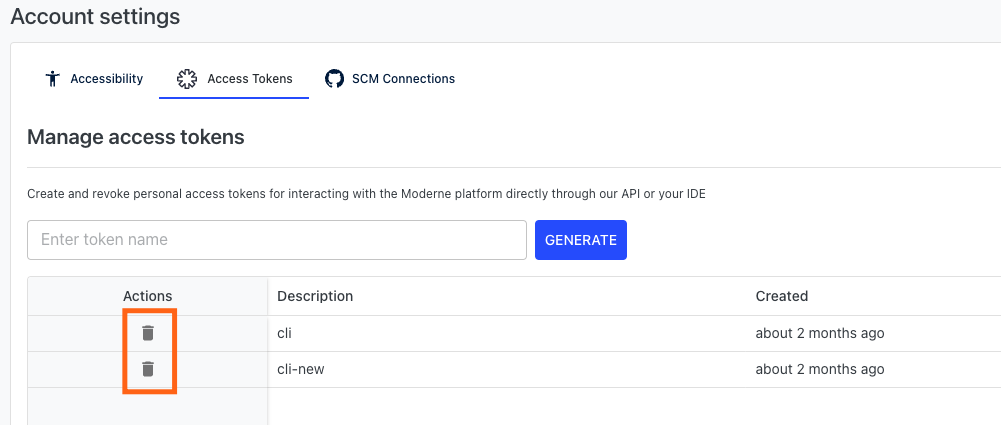 Account settings
Accessibility Access Tokens SCM Connections
Manage access tokens
Create and revoke personal access tokens for interacting with the Moderne platform directly through our API or your IDE
Enter token name GENERATE
Actions Description Created
cli about 2 months ago
cli-new about 2 months ago